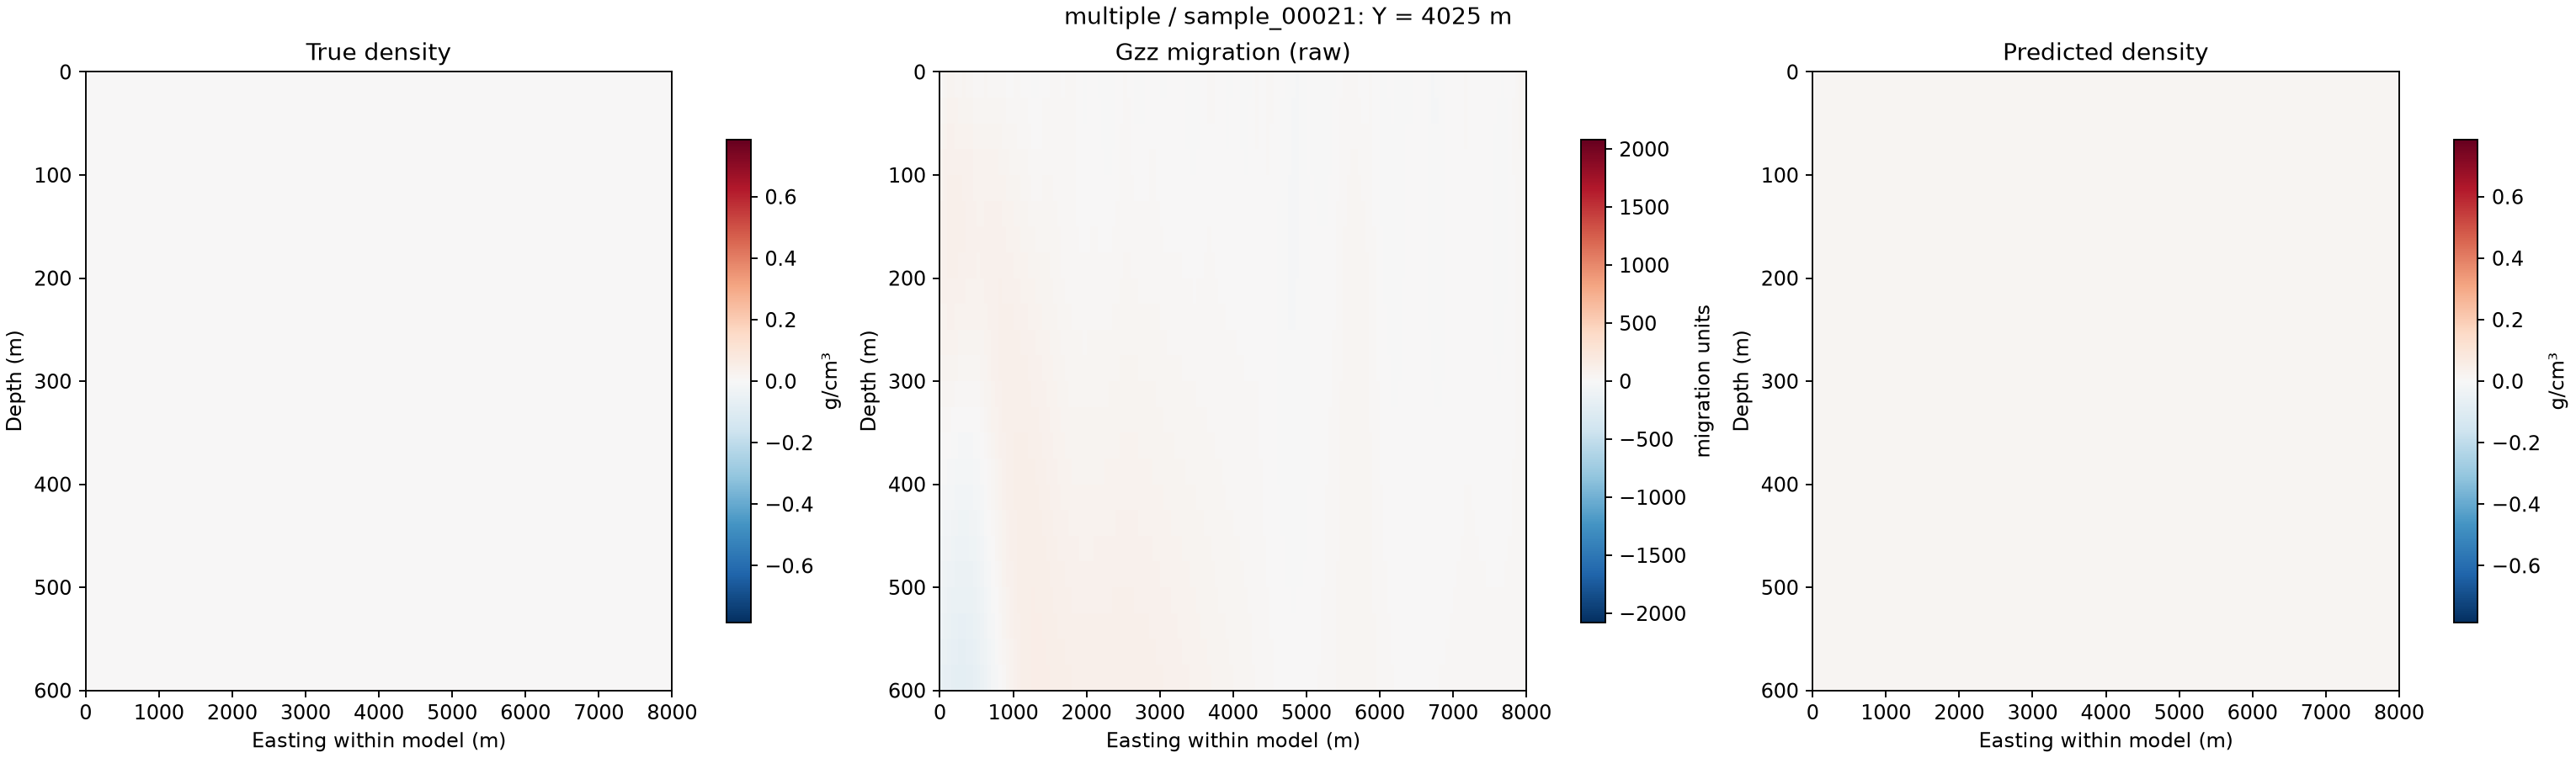 multiple / sample_00021: Y = 4025 m
True density
0
100
200
300
400
500
600
Depth (m)
0 1000 2000 3000 4000 5000 6000 7000 8000
Easting within model (m)
0.6
0.4
0.2
0.0
−0.2
−0.4
−0.6
g/cm³
Gzz migration (raw)
0
100
200
300
400
500
600
Depth (m)
0 1000 2000 3000 4000 5000 6000 7000 8000
Easting within model (m)
2000
1500
1000
500
0
−500
−1000
−1500
−2000
migration units
Predicted density
0
100
200
300
400
500
600
Depth (m)
0 1000 2000 3000 4000 5000 6000 7000 8000
Easting within model (m)
0.6
0.4
0.2
0.0
−0.2
−0.4
−0.6
g/cm³